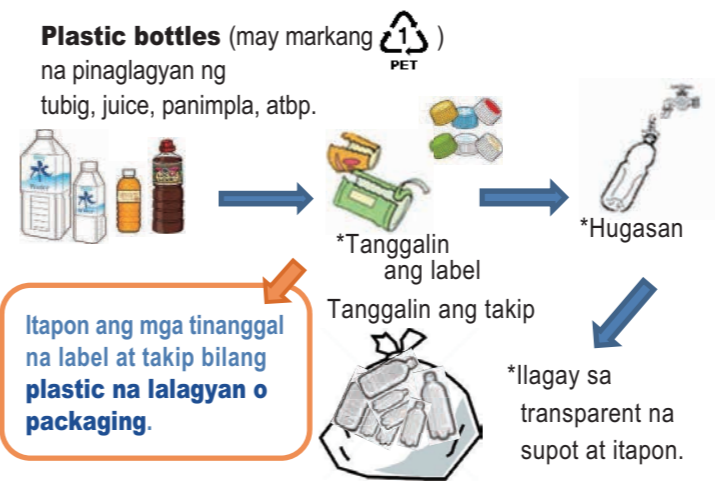 Plastic bottles (may markang 1 )
PET
na pinaglagyan ng
tubig, juice, panimpla, atbp.
水
水
*Tanggalin
ang label
Tanggalin ang takip
*Hugasan
*Ilagay sa
transparent na
supot at itapon.
Itapon ang mga tinanggal
na label at takip bilang
plastic na lalagyan o
packaging.